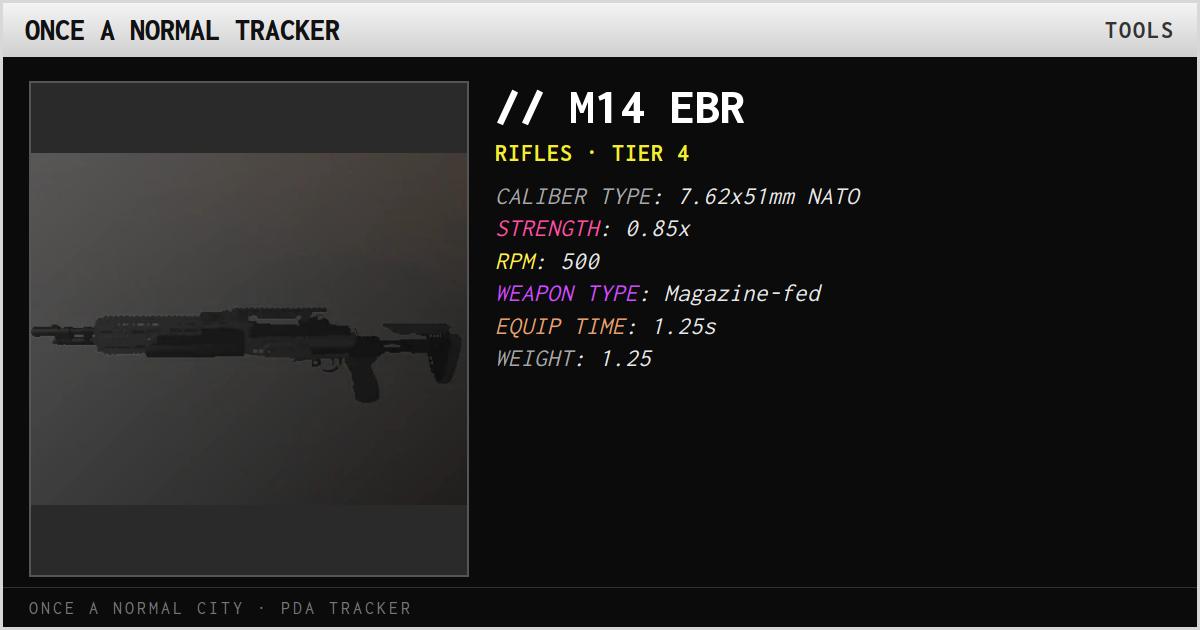 ONCE A NORMAL TRACKER
TOOLS
// M14 EBR
RIFLES · TIER 4
CALIBER TYPE: 7.62x51mm NATO
STRENGTH: 0.85x
RPM: 500
WEAPON TYPE: Magazine-fed
EQUIP TIME: 1.25s
WEIGHT: 1.25
ONCE A NORMAL CITY · PDA TRACKER